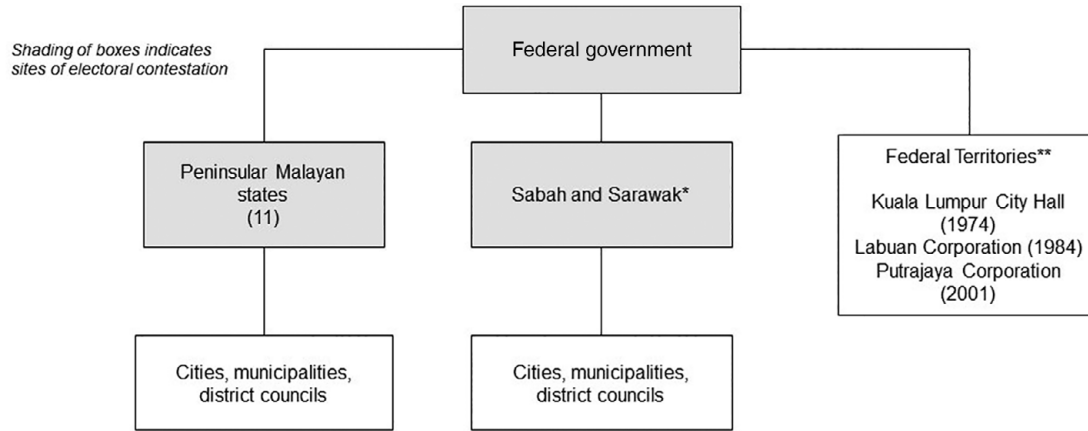 Shading of boxes indicates
sites of electoral contestation
Federal government
Peninsular Malayan
states
(11)
Sabah and Sarawak*
Federal Territories**
Kuala Lumpur City Hall
(1974)
Labuan Corporation (1984)
Putrajaya Corporation
(2001)
Cities, municipalities,
district councils
Cities, municipalities,
district councils